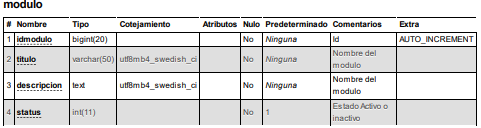 modulo
# Nombre Tipo Cotejamiento Atributos Nulo Predeterminado Comentarios Extra
1 idmodulo bigint(20) No Ninguna Id AUTO_INCREMENT
2 titulo varchar(50) utf8mb4_swedish_ci No Ninguna Nombre del
modulo
3 descripcion text utf8mb4_swedish_ci No Ninguna Nombre del
modulo
4 status int(11) No 1 Estado Activo o
inactivo